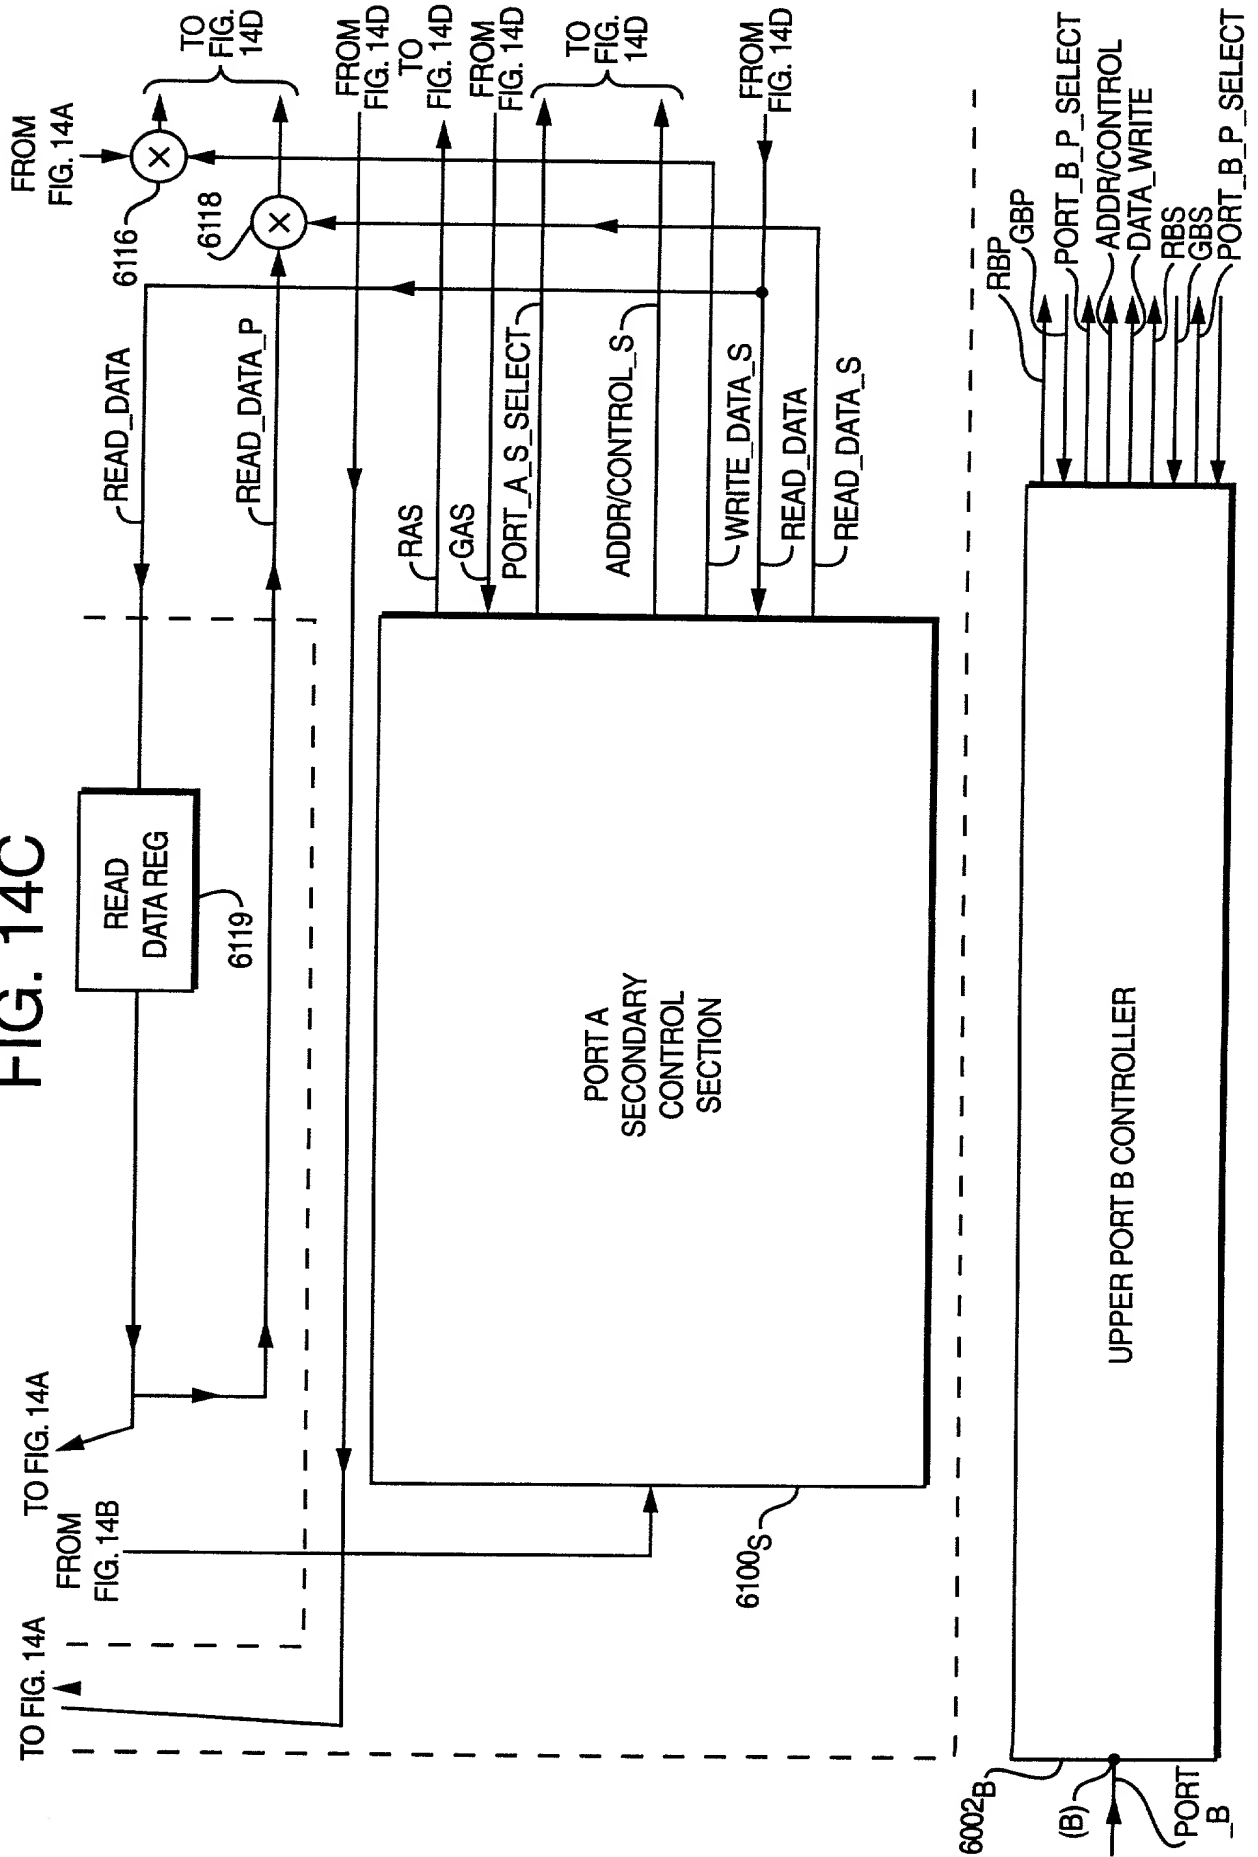 FIG. 14C
TO FIG. 14A
TO FIG. 14A
FROM
FIG. 14B
READ
DATA REG
6119
READ_DATA
READ_DATA_P
6116
6118
FROM
FIG. 14A
TO
FIG.
14D
FROM
FIG. 14D
TO
FIG. 14D
FROM
FIG. 14D
TO
FIG.
14D
FROM
FIG. 14D
PORT A
SECONDARY
CONTROL
SECTION
6100S
RAS
GAS
PORT_A_S_SELECT
ADDR/CONTROL_S
WRITE_DATA_S
READ_DATA
READ_DATA_S
6002B
(B)
PORT
_B
UPPER PORT B CONTROLLER
RBP
GBP
PORT_B_P_SELECT
ADDR/CONTROL
DATA_WRITE
RBS
GBS
PORT_B_P_SELECT